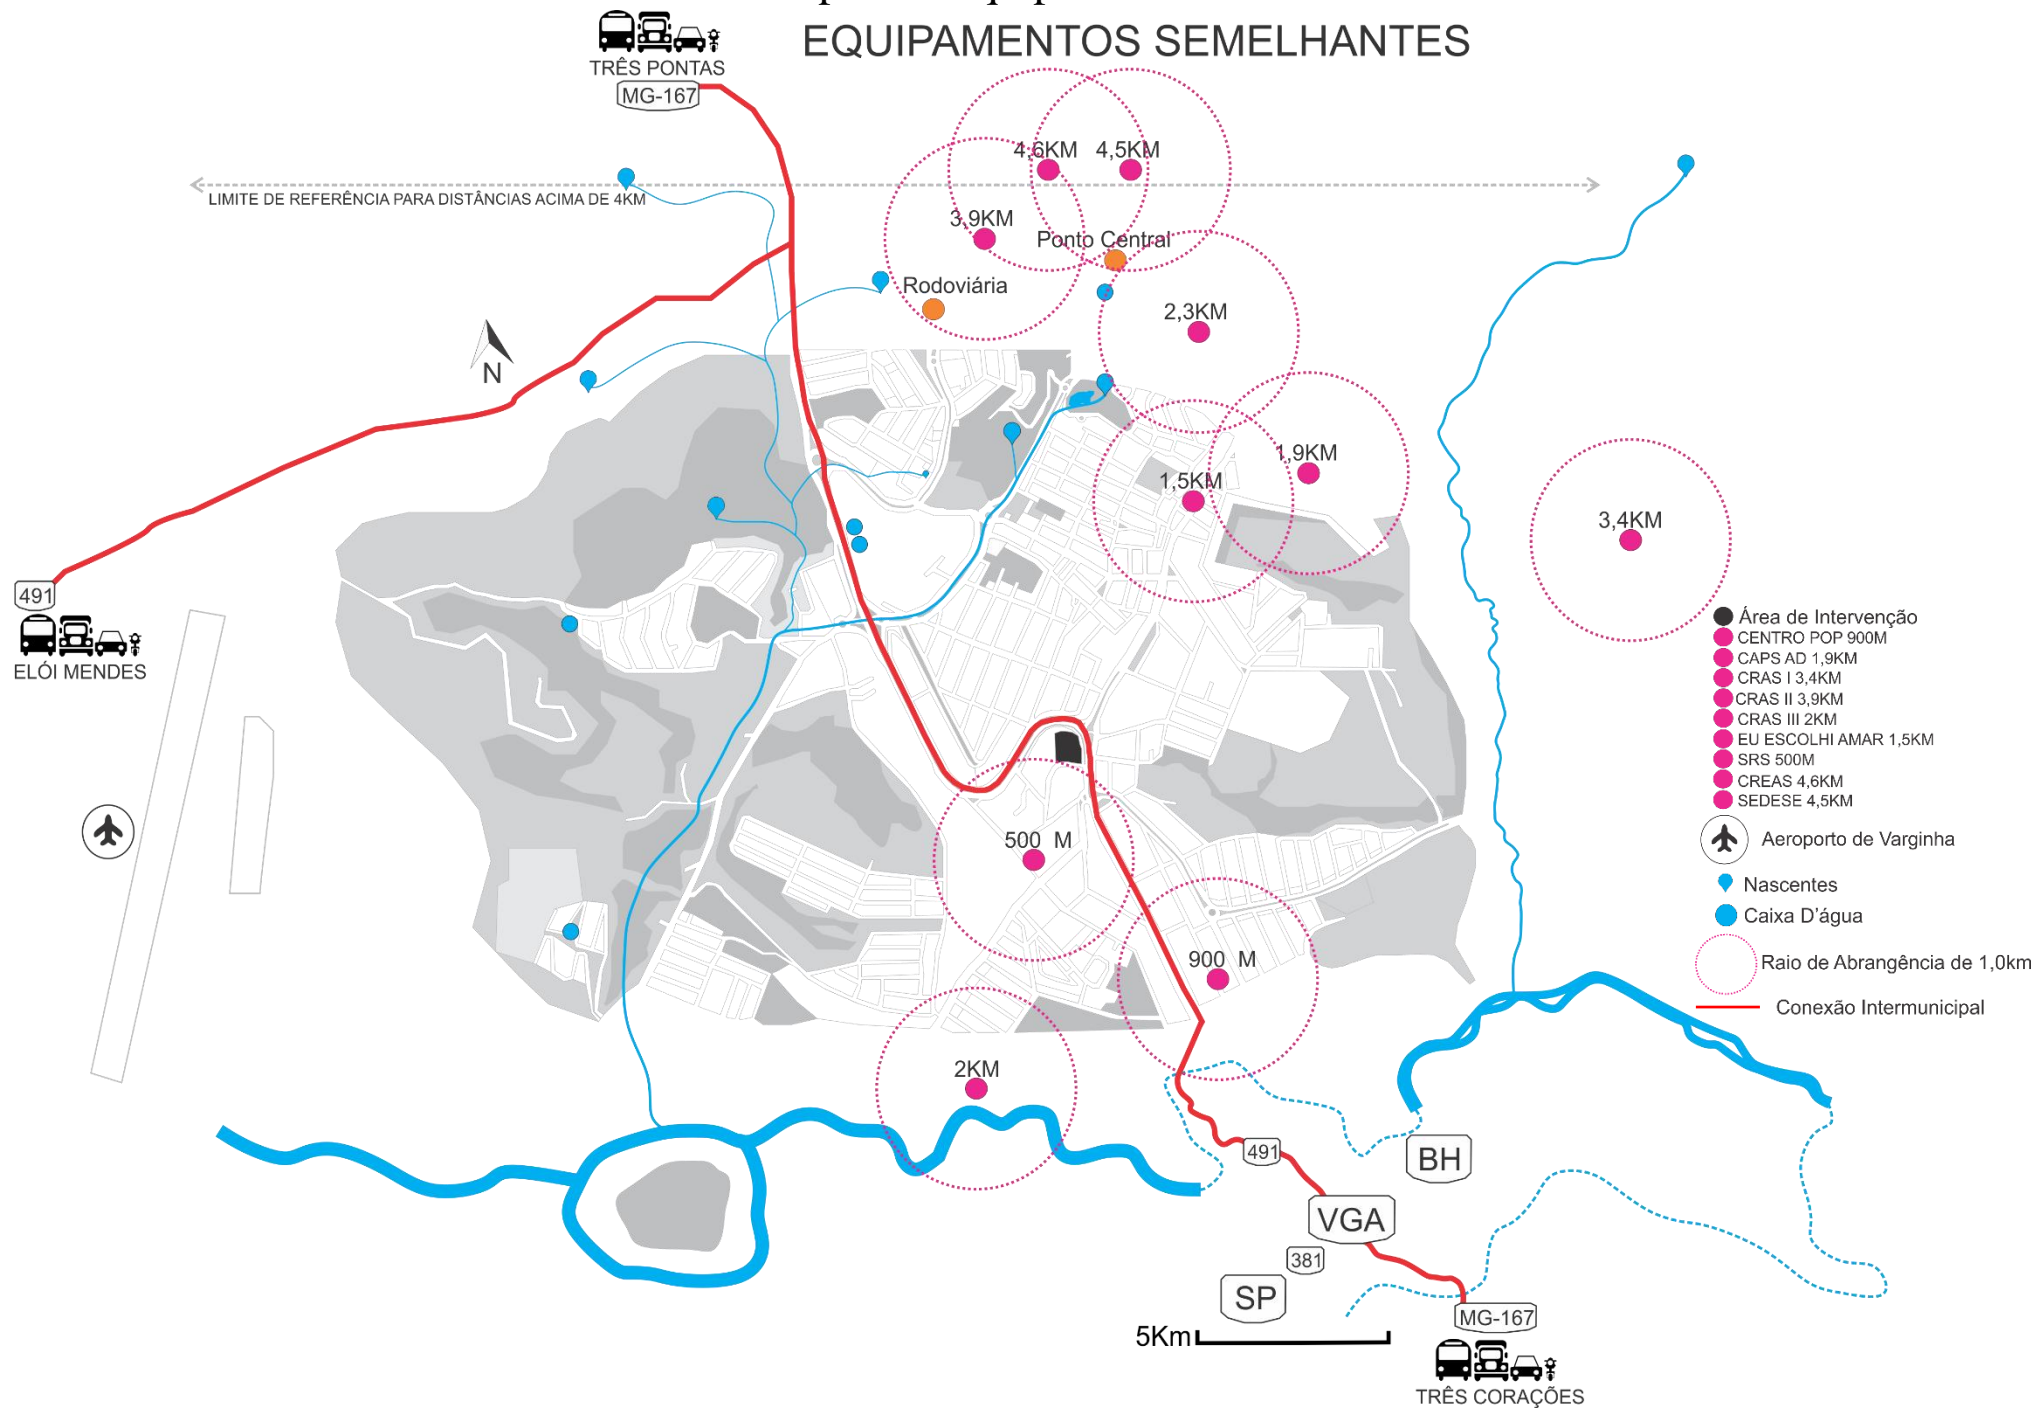 EQUIPAMENTOS SEMELHANTES
TRÊS PONTAS
MG-167
4,6KM
4,5KM
LIMITE DE REFERÊNCIA PARA DISTÂNCIAS ACIMA DE 4KM
3,9KM
Ponto Central
Rodoviária
2,3KM
N
1,9KM
1,5KM
3,4KM
491
ELÓI MENDES
Área de Intervenção
CENTRO POP 900M
CAPS AD 1,9KM
CRAS I 3,4KM
CRAS II 3,9KM
CRAS III 2KM
EU ESCOLHI AMAR 1,5KM
SRS 500M
CREAS 4,6KM
SEDESE 4,5KM
Aeroporto de Varginha
Nascentes
Caixa D'água
Raio de Abrangência de 1,0km
Conexão Intermunicipal
500 M
900 M
2KM
491
BH
VGA
381
SP
MG-167
5Km
TRÊS CORAÇÕES